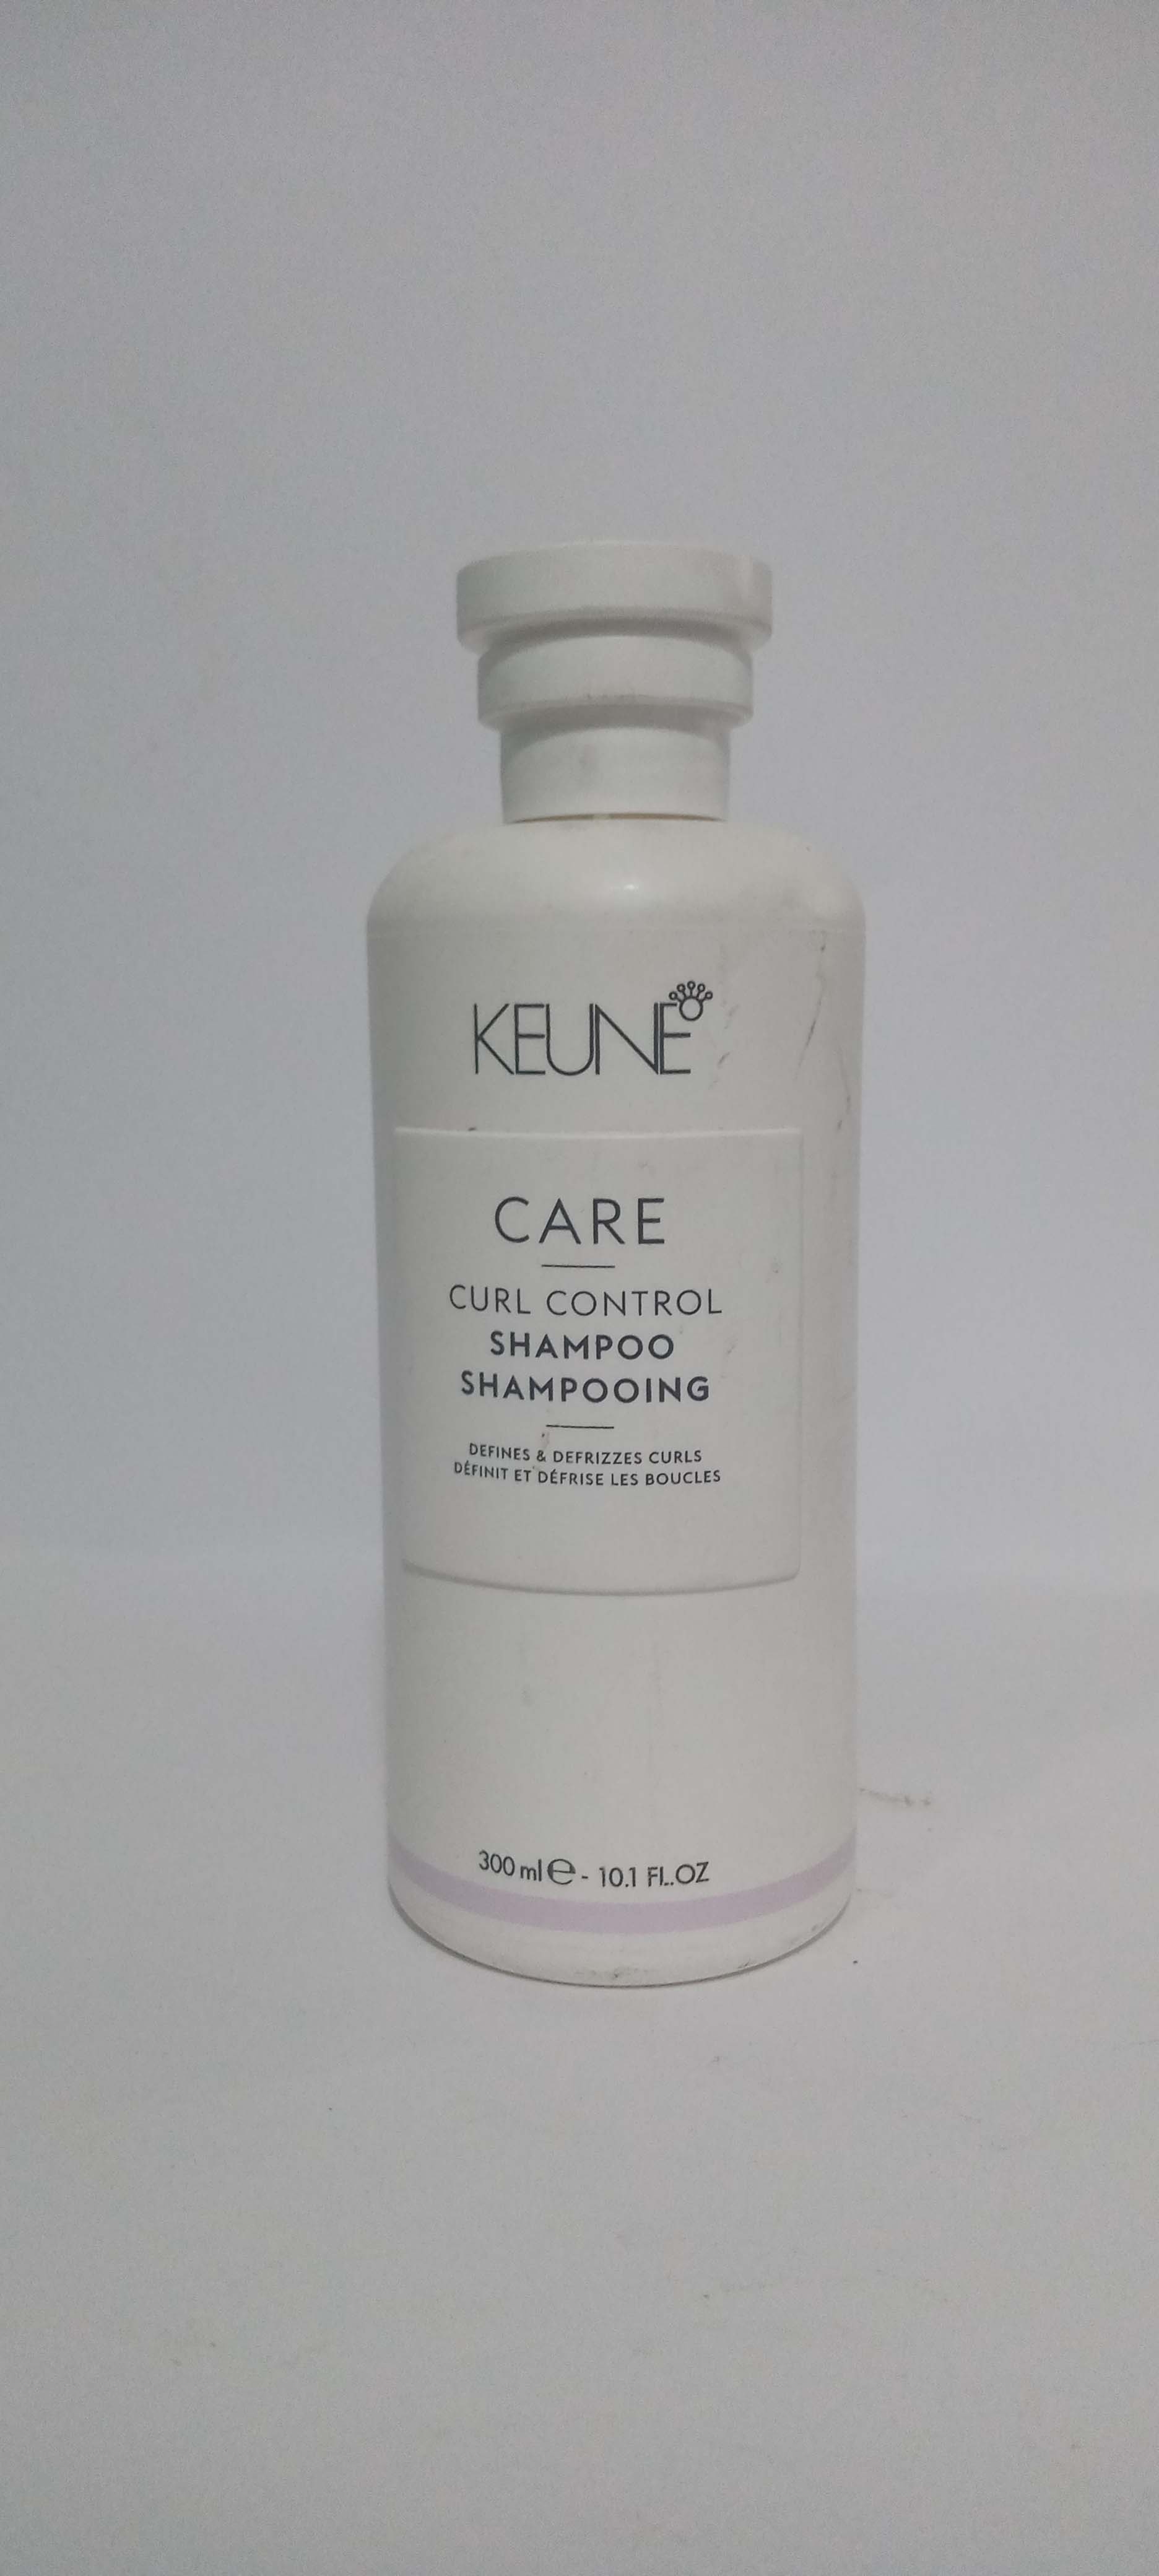 KEUNE
CARE
CURL CONTROL
SHAMPOO
SHAMPOOING
DEFINES & DEFRIZZES CURLS
DÉFINIT ET DÉFRISE LES BOUCLES
300 ml ℮ - 10.1 FL.OZ